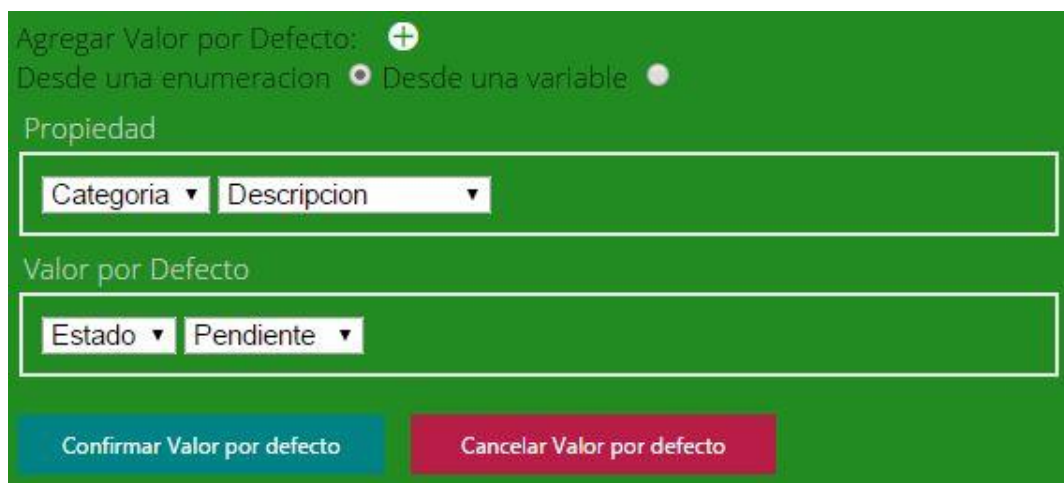 Agregar Valor por Defecto:
Desde una enumeracion Desde una variable
Propiedad
Categoria Descripcion
Valor por Defecto
Estado Pendiente
Confirmar Valor por defecto Cancelar Valor por defecto